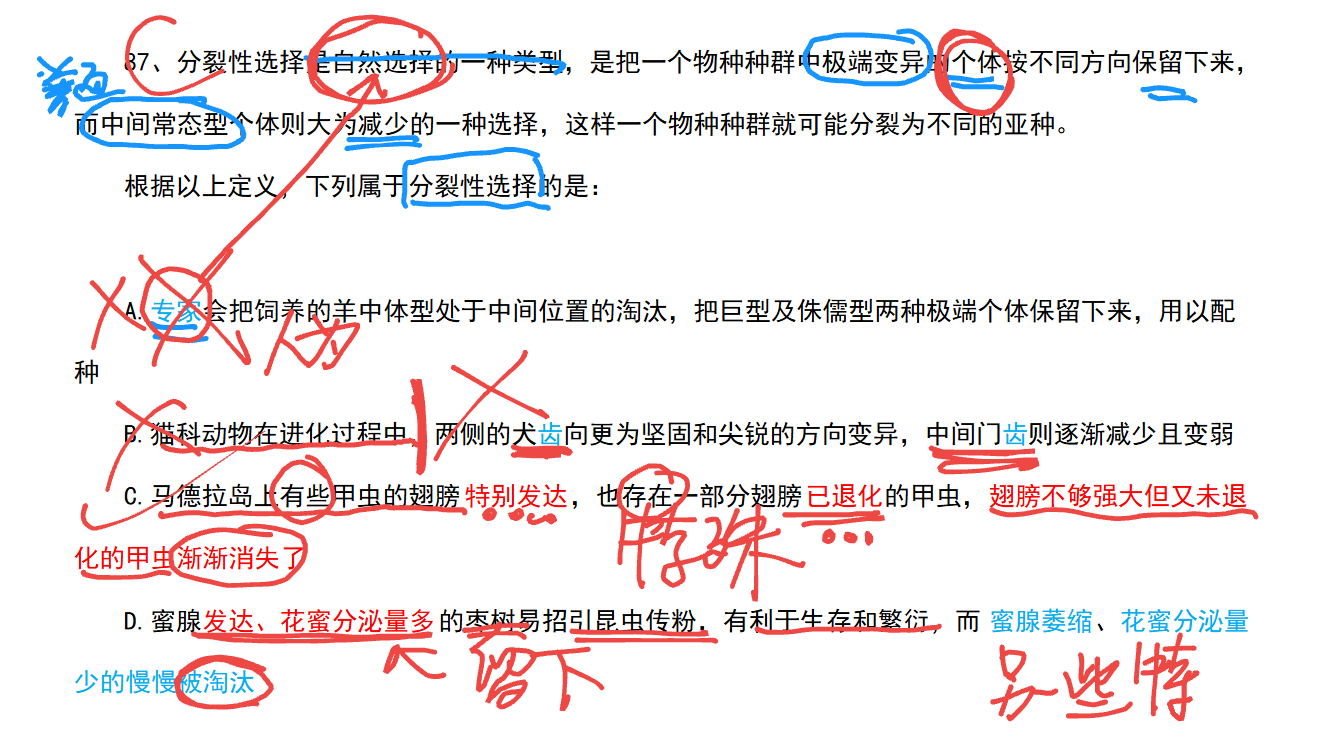 87、分裂性选择是自然选择的一种类型，是把一个物种种群中极端变异的个体按不同方向保留下来，
而中间常态型个体则大为减少的一种选择，这样一个物种种群就可能分裂为不同的亚种。
根据以上定义，下列属于分裂性选择的是：
A. 专家会把饲养的羊中体型处于中间位置的淘汰，把巨型及侏儒型两种极端个体保留下来，用以配
种
B. 猫科动物在进化过程中，两侧的犬齿向更为坚固和尖锐的方向变异，中间门齿则逐渐减少且变弱
C. 马德拉岛上有些甲虫的翅膀特别发达，也存在一部分翅膀已退化的甲虫，翅膀不够强大但又未退
化的甲虫渐渐消失了
D. 蜜腺发达、花蜜分泌量多的枣树易招引昆虫传粉，有利于生存和繁衍，而蜜腺萎缩、花蜜分泌量
留下
少的慢慢被淘汰